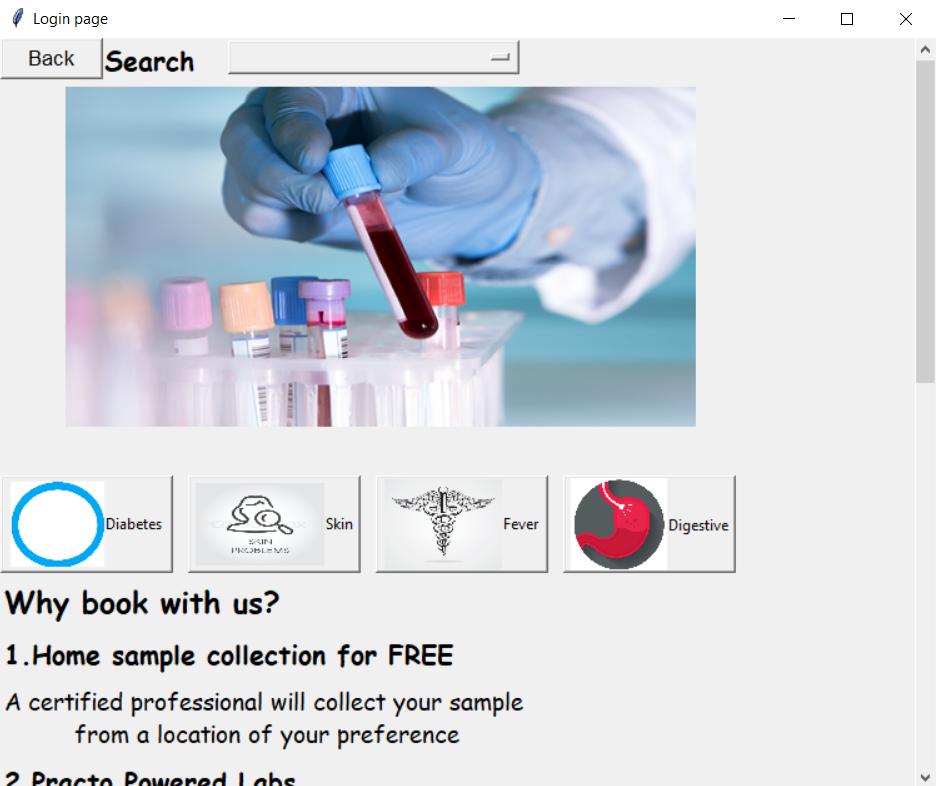 Login page
Back
Search
Diabetes
SKIN
PROBLEMS
Skin
Fever
Digestive
Why book with us?
1.Home sample collection for FREE
A certified professional will collect your sample
from a location of your preference
2.Practo Powered Labs